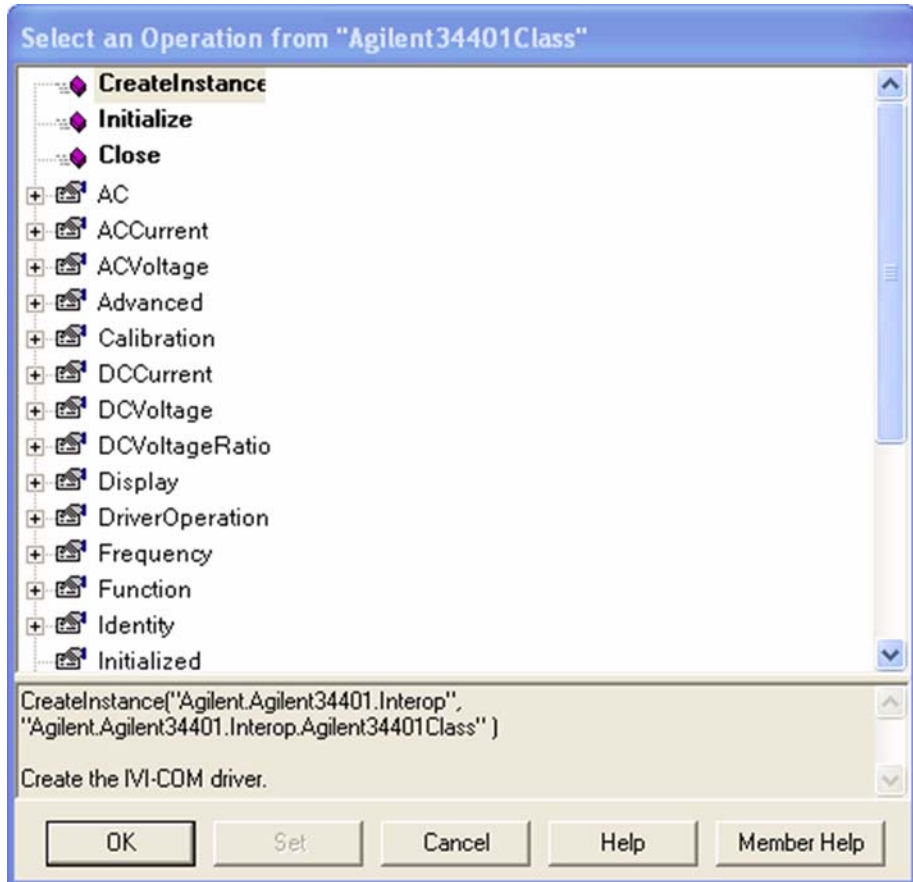 Select an Operation from "Agilent34401Class"
CreateInstance
Initialize
Close
AC
ACCurrent
ACVoltage
Advanced
Calibration
DCCurrent
DCVoltage
DCVoltageRatio
Display
DriverOperation
Frequency
Function
Identity
Initialized
CreateInstance("Agilent.Agilent34401.Interop",
"Agilent.Agilent34401.Interop.Agilent34401Class" )
Create the IVI-COM driver.
OK
Set
Cancel
Help
Member Help